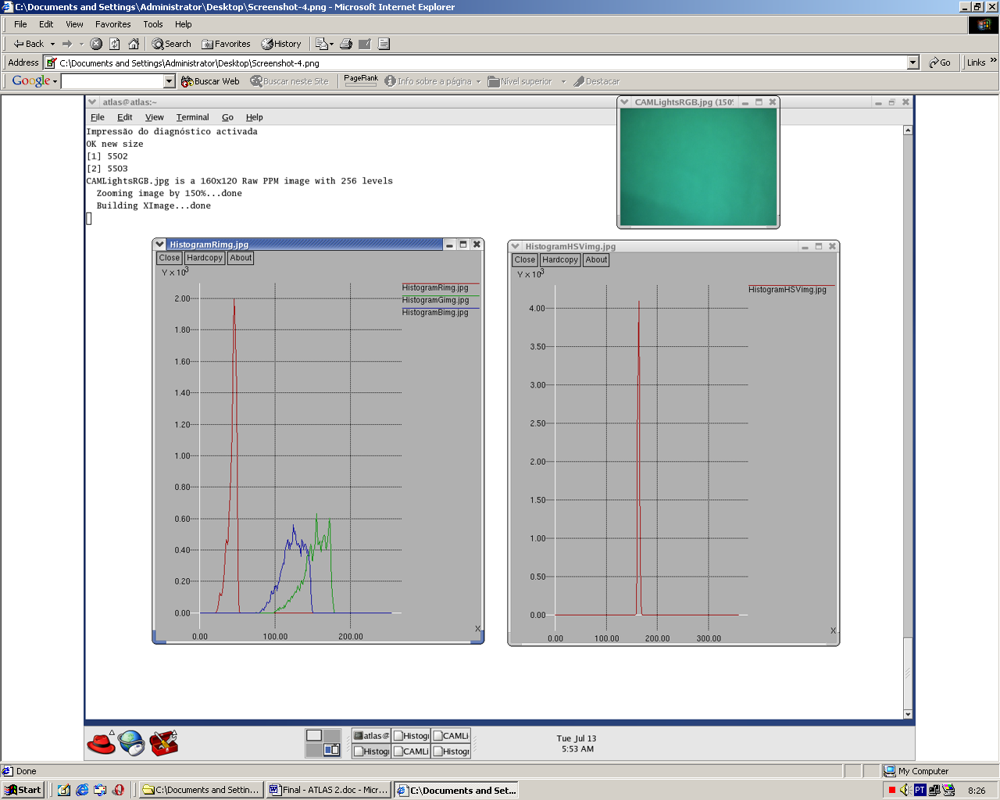 C:\Documents and Settings\Administrator\Desktop\Screenshot-4.png - Microsoft Internet Explorer
File Edit View Favorites Tools Help
Back Search Favorites History
Address C:\Documents and Settings\Administrator\Desktop\Screenshot-4.png Go Links »
Google Buscar Web Buscar neste Site PageRank Info sobre a página Nível superior Destacar
atlas@atlas:~
CAMLightsRGB.jpg (150%
File Edit View Terminal Go Help
Impressão do diagnóstico activada
OK new size
[1] 5502
[2] 5503
CAMLightsRGB.jpg is a 160x120 Raw PPM image with 256 levels
Zooming image by 150%...done
Building XImage...done
HistogramRimg.jpg
Close Hardcopy About
Y x 10³
HistogramRimg.jpg
HistogramGimg.jpg
HistogramBimg.jpg
2.00
1.80
1.60
1.40
1.20
1.00
0.80
0.60
0.40
0.20
0.00
X
0.00 100.00 200.00
HistogramHSVimg.jpg
Close Hardcopy About
Y x 10³
HistogramHSVimg.jpg
4.00
3.50
3.00
2.50
2.00
1.50
1.00
0.50
0.00
X
0.00 100.00 200.00 300.00
atlas@ Histogr CAMLi
Histogr CAMLi Histogr
Tue Jul 13
5:53 AM
Done My Computer
Start C:\Documents and Settin... Final - ATLAS 2.doc - Micr... C:\Documents and Set... PT 8:26